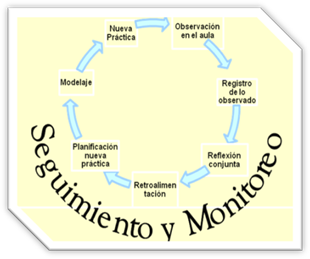 Nueva
Práctica
Observación
en el aula
Registro
de lo
observado
Reflexión
conjunta
Retroalimen
tación
Planificación
nueva
práctica
Modelaje
Seguimiento y Monitoreo